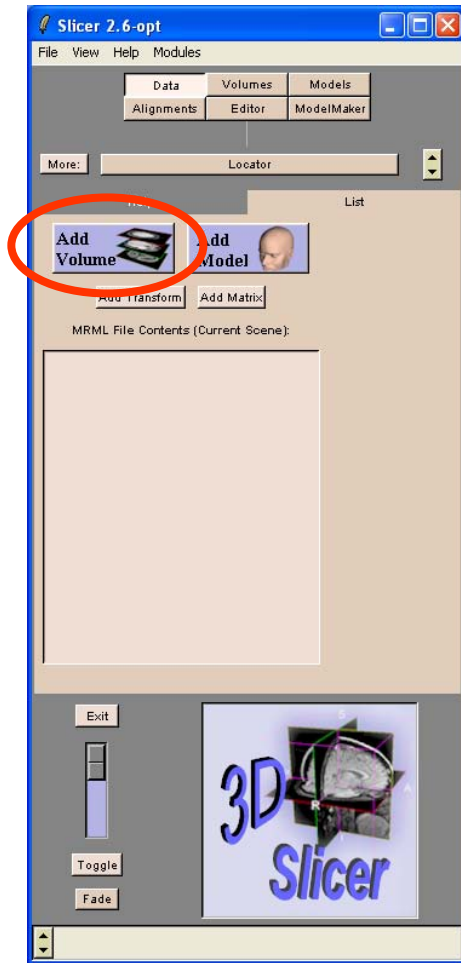 Slicer 2.6-opt
File View Help Modules
Data Volumes Models
Alignments Editor ModelMaker
More: Locator
List
Add Volume
Add Model
Add Transform Add Matrix
MRML File Contents (Current Scene):
Exit
S
A
R
I
3D
Slicer
Toggle
Fade